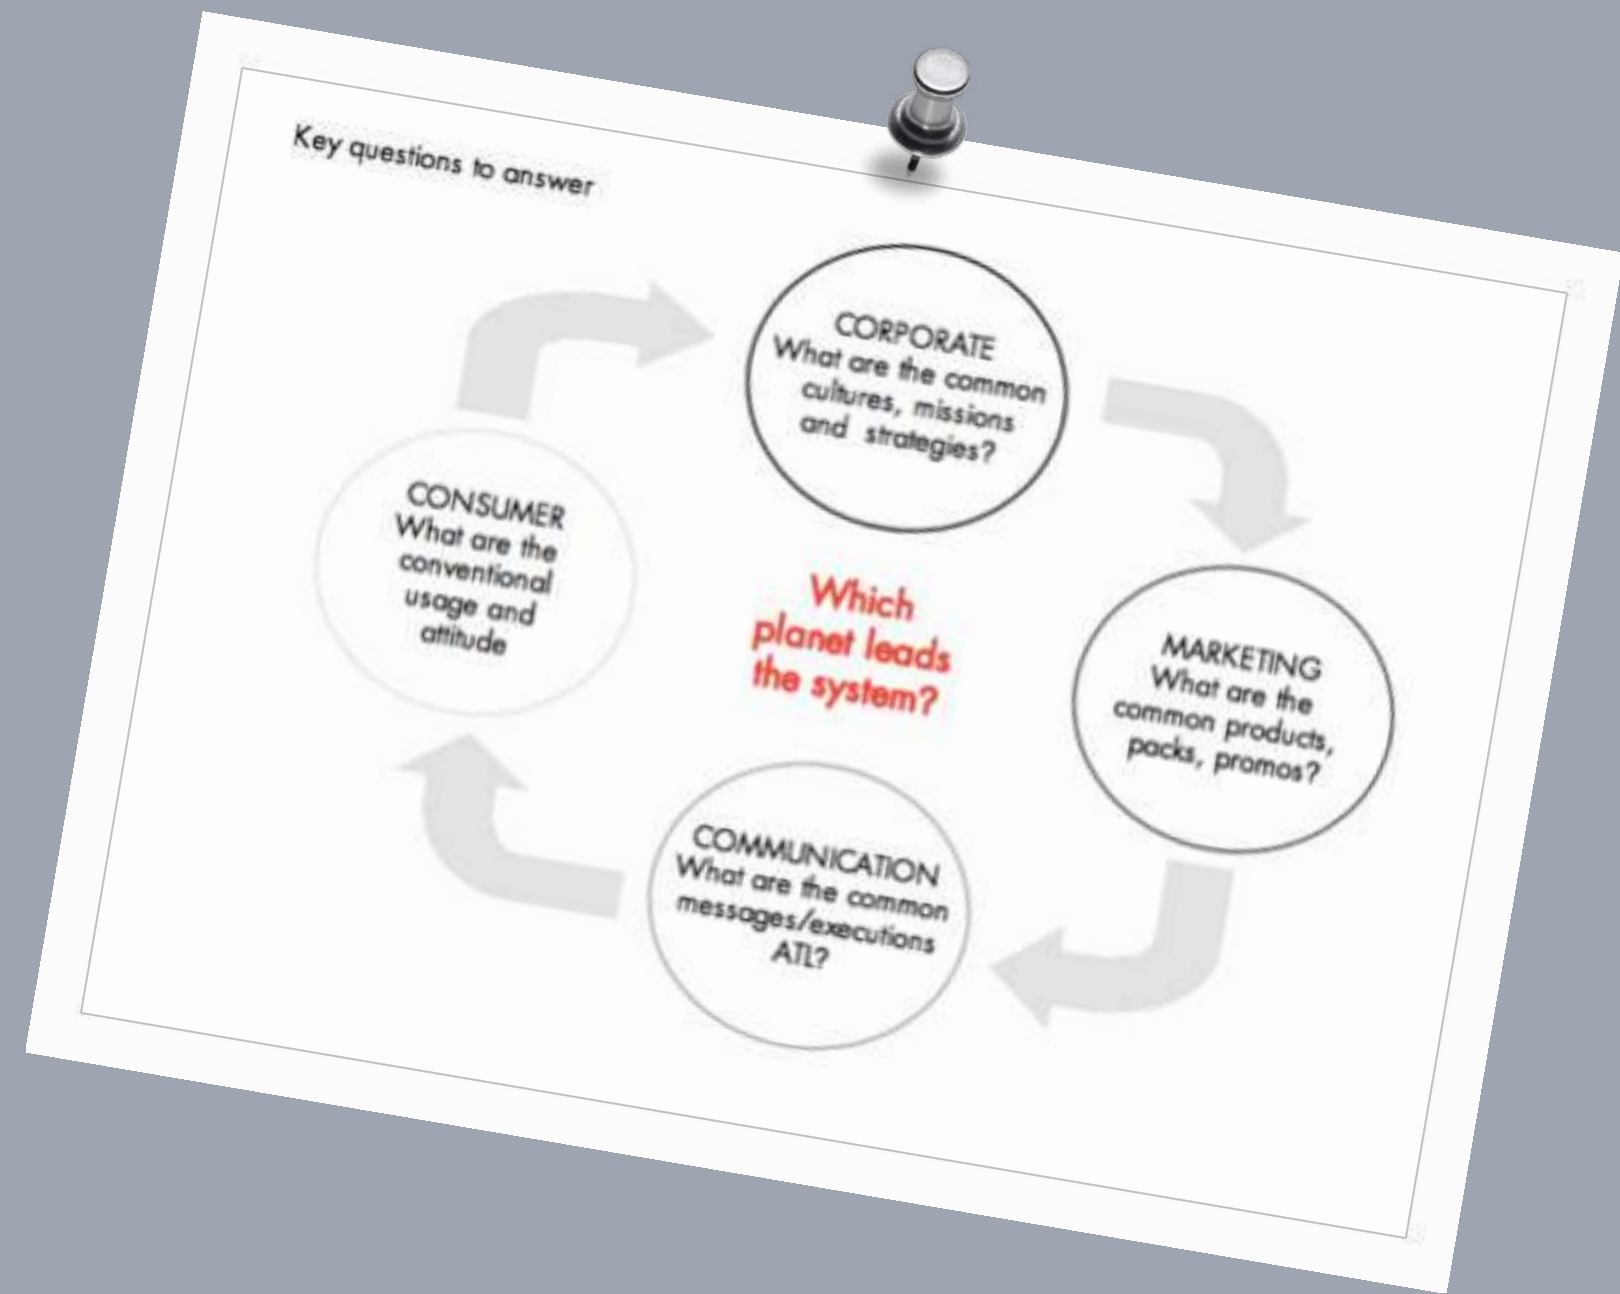 Key questions to answer
CORPORATE
What are the common
cultures, missions
and strategies?
CONSUMER
What are the
conventional
usage and
attitude
Which
planet leads
the system?
MARKETING
What are the
common products,
packs, promos?
COMMUNICATION
What are the common
messages/executions
ATL?